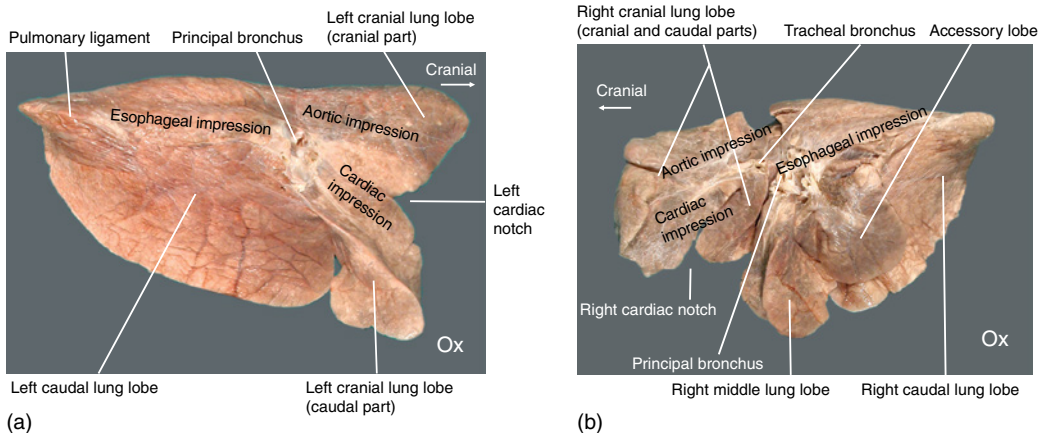 Pulmonary ligament
Principal bronchus
Left cranial lung lobe
(cranial part)
Cranial
Esophageal impression
Aortic impression
Cardiac
impression
Left
cardiac
notch
Ox
Left caudal lung lobe
Left cranial lung lobe
(caudal part)
(a)
Right cranial lung lobe
(cranial and caudal parts)
Tracheal bronchus
Accessory lobe
Cranial
Aortic impression
Esophageal impression
Cardiac
impression
Right cardiac notch
Ox
Principal bronchus
Right middle lung lobe
Right caudal lung lobe
(b)